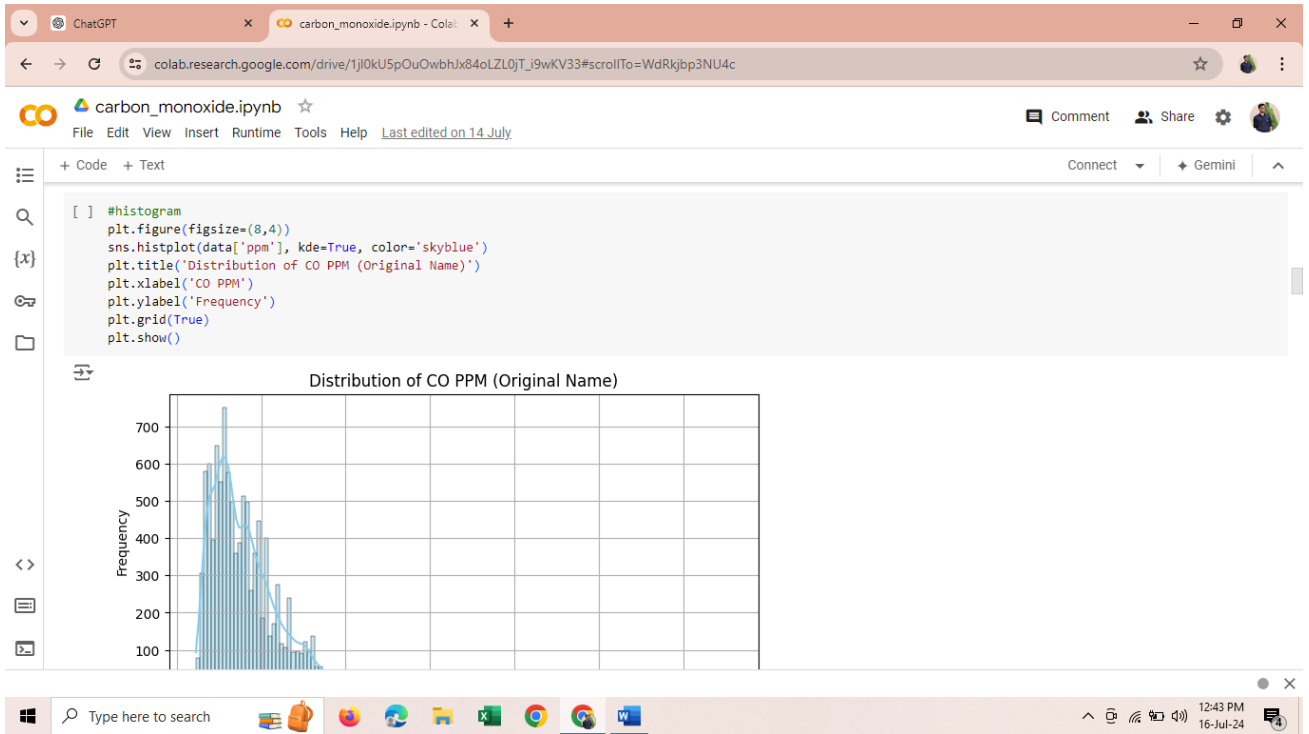 ChatGPT
carbon_monoxide.ipynb - Colab
colab.research.google.com/drive/1jl0kU5pOuOwbhJx84oLZL0jT_i9wKV33#scrollTo=WdRkjbp3NU4c
CO
carbon_monoxide.ipynb
File Edit View Insert Runtime Tools Help Last edited on 14 July
Comment Share
+ Code + Text
Connect Gemini
{x}
[ ] #histogram
plt.figure(figsize=(8,4))
sns.histplot(data['ppm'], kde=True, color='skyblue')
plt.title('Distribution of CO PPM (Original Name)')
plt.xlabel('CO PPM')
plt.ylabel('Frequency')
plt.grid(True)
plt.show()
Distribution of CO PPM (Original Name)
700
600
500
400
300
200
100
Frequency
Type here to search
12:43 PM
16-Jul-24
4